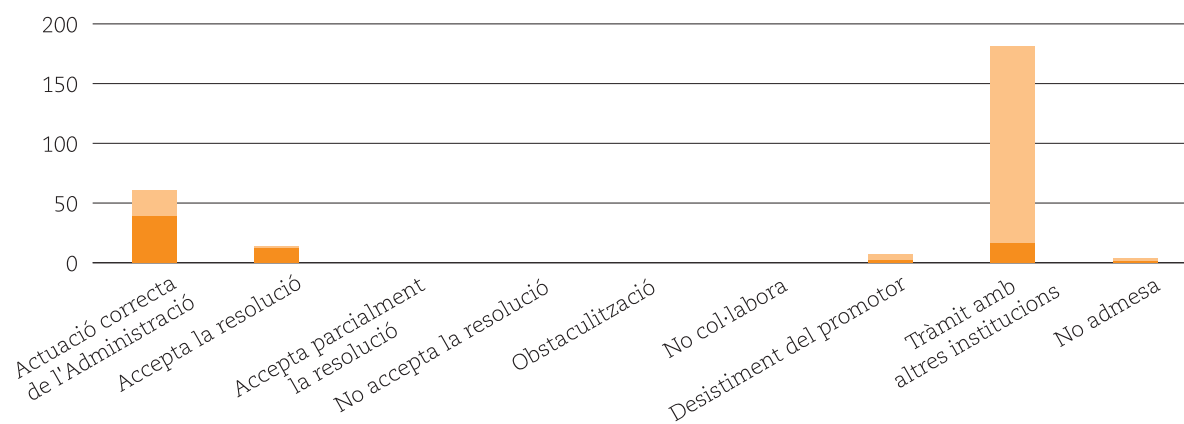 200
150
100
50
0
Actuació correcta
de l'Administració
Accepta la resolució
Accepta parcialment
la resolució
No accepta la resolució
Obstaculització
No col·labora
Desistiment del promotor
Tràmit amb
altres institucions
No admesa